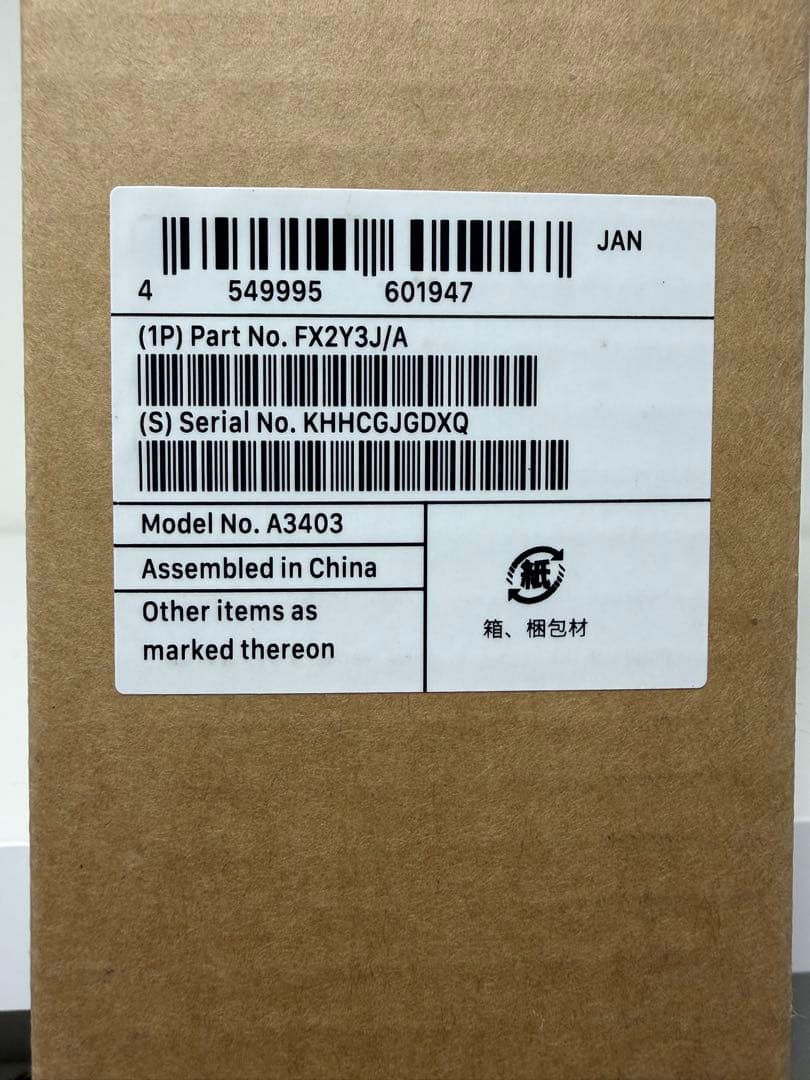 JAN
4 549995 601947
(1P) Part No. FX2Y3J/A
(S) Serial No. KHHCGJGDXQ
Model No. A3403
Assembled in China
Other items as
marked thereon
紙
箱、梱包材